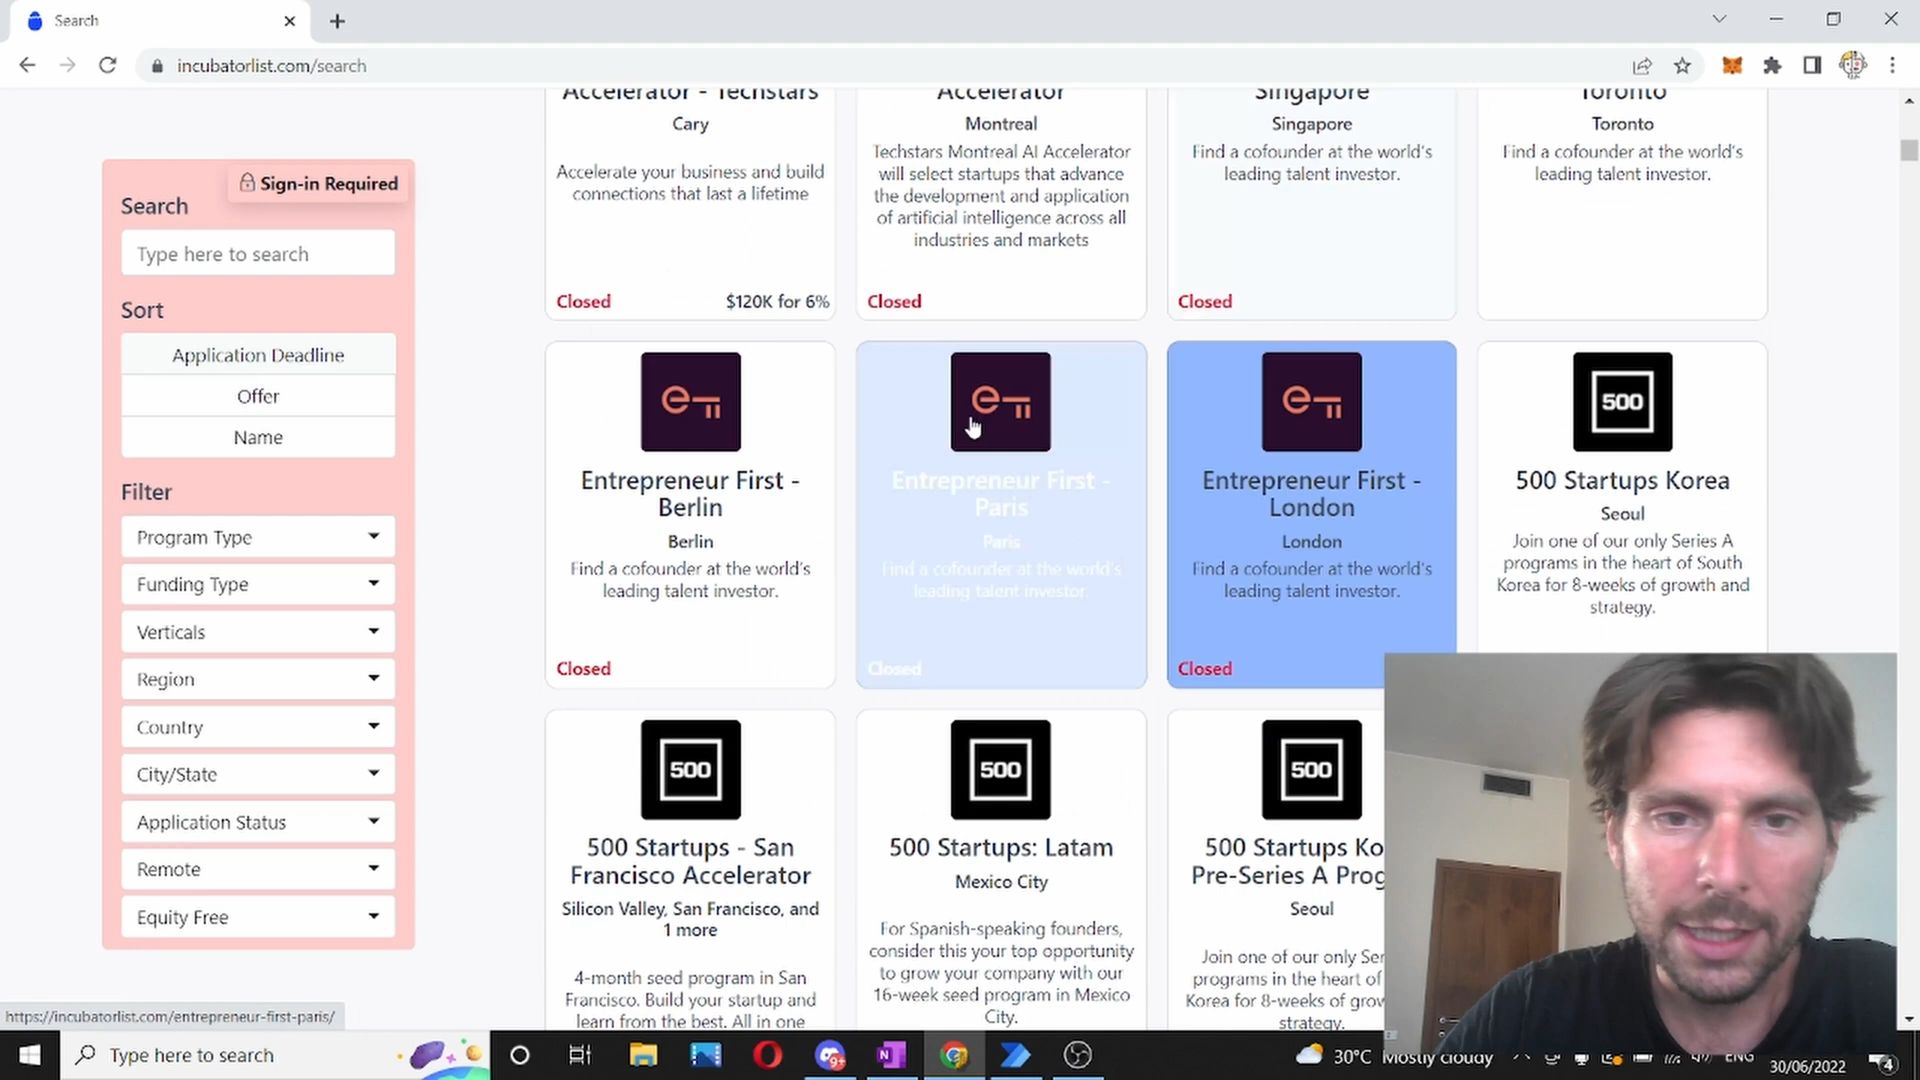 Search
incubatorlist.com/search
Accelerator - Techstars
Cary
Accelerate your business and build
connections that last a lifetime
Closed
$120K for 6%
Accelerator
Montreal
Techstars Montreal AI Accelerator
will select startups that advance
the development and application
of artificial intelligence across all
industries and markets
Closed
Singapore
Singapore
Find a cofounder at the world's
leading talent investor.
Closed
Toronto
Toronto
Find a cofounder at the world's
leading talent investor.
Sign-in Required
Search
Type here to search
Sort
Application Deadline
Offer
Name
Filter
Program Type
Funding Type
Verticals
Region
Country
City/State
Application Status
Remote
Equity Free
Entrepreneur First -
Berlin
Berlin
Find a cofounder at the world's
leading talent investor.
Closed
Entrepreneur First -
Paris
Paris
Find a cofounder at the world's
leading talent investor.
Closed
Entrepreneur First -
London
London
Find a cofounder at the world's
leading talent investor.
Closed
500
500 Startups Korea
Seoul
Join one of our only Series A
programs in the heart of South
Korea for 8-weeks of growth and
strategy.
500
500 Startups - San
Francisco Accelerator
Silicon Valley, San Francisco, and
1 more
4-month seed program in San
Francisco. Build your startup and
learn from the best. All in one
500
500 Startups: Latam
Mexico City
For Spanish-speaking founders,
consider this your top opportunity
to grow your company with our
16-week seed program in Mexico
City.
500
500 Startups Ko
Pre-Series A Prog
Seoul
Join one of our only Ser
programs in the heart of
Korea for 8-weeks of grow
strategy.
https://incubatorlist.com/entrepreneur-first-paris/
Type here to search
9+
30°C Mostly cloudy
ENG
30/06/2022
4